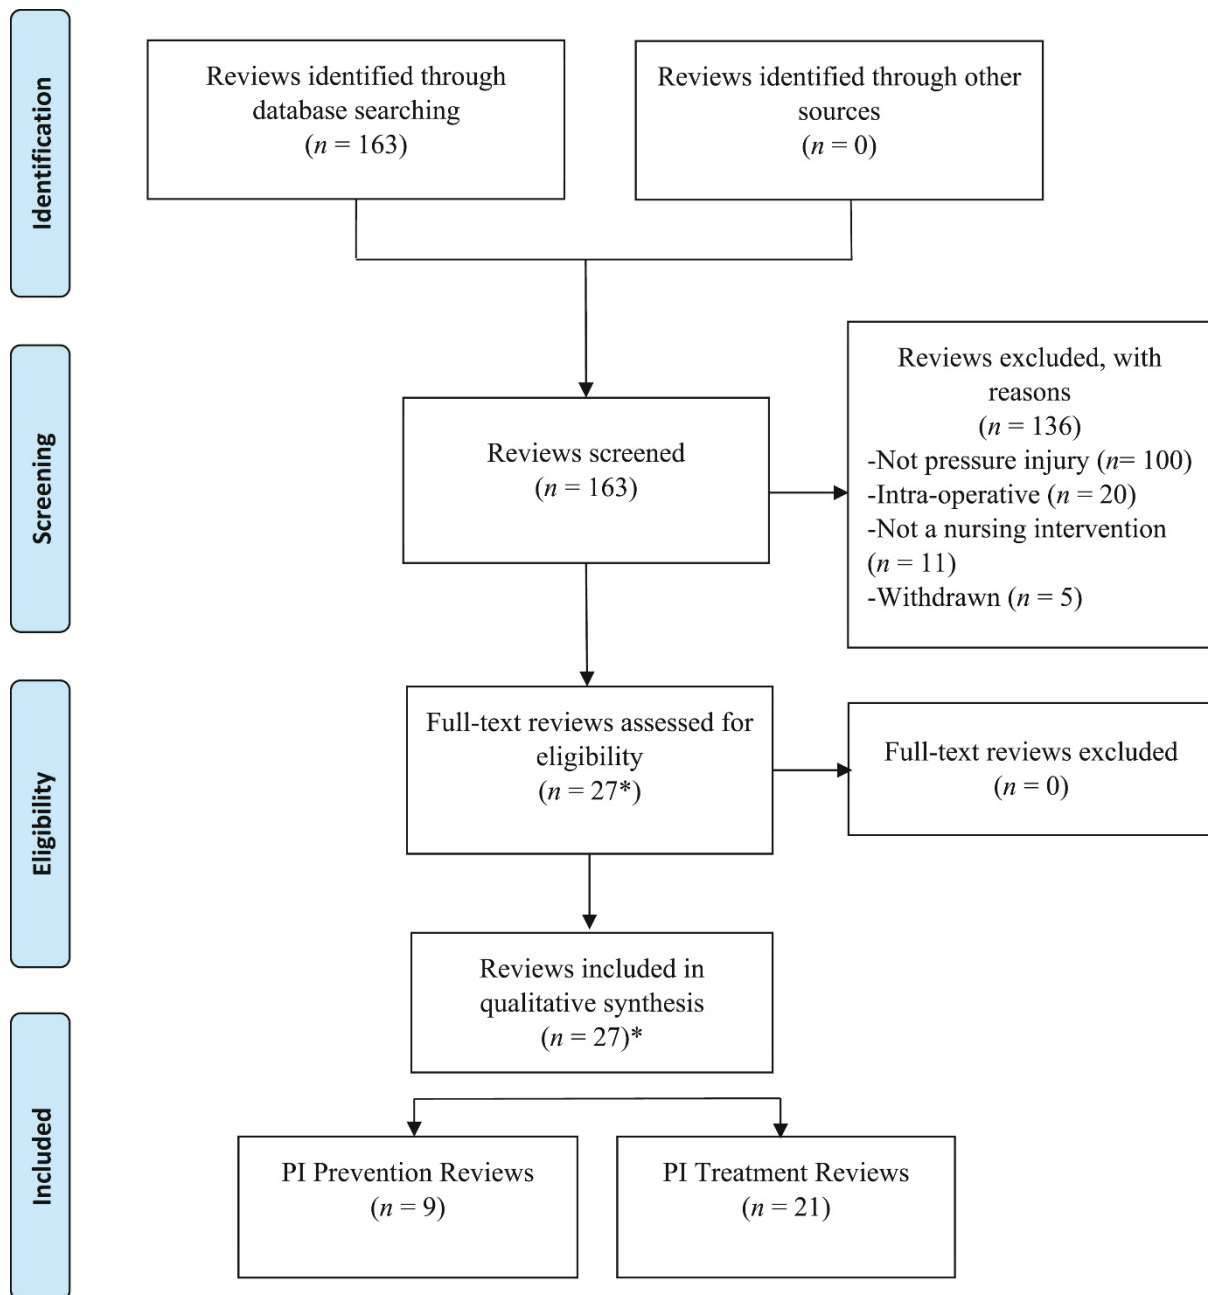 Identification
Reviews identified through
database searching
(n = 163)
Reviews identified through other
sources
(n = 0)
Screening
Reviews screened
(n = 163)
Reviews excluded, with
reasons
(n = 136)
-Not pressure injury (n= 100)
-Intra-operative (n = 20)
-Not a nursing intervention
(n = 11)
-Withdrawn (n = 5)
Eligibility
Full-text reviews assessed for
eligibility
(n = 27*)
Full-text reviews excluded
(n = 0)
Reviews included in
qualitative synthesis
(n = 27)*
Included
PI Prevention Reviews
(n = 9)
PI Treatment Reviews
(n = 21)